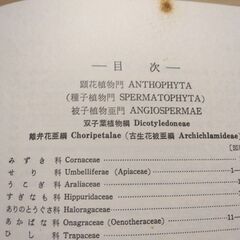 — 目 次 —
顕花植物門 ANTHOPHYTA
(種子植物門 SPERMATOPHYTA)
被子植物亜門 ANGIOSPERMAE
双子葉植物綱 Dicotyledoneae
離弁花亜綱 Choripetalae (古生花被亜綱 Archichlamideae)
みずき科 Cornaceae
せり科 Umbelliferae (Apiaceae) 1
うこぎ科 Araliaceae
すぎなも科 Hippuridaceae
ありのとうぐさ科 Haloragaceae
あかばな科 Onagraceae (Oenotheraceae)
ひし科 Trapaceae